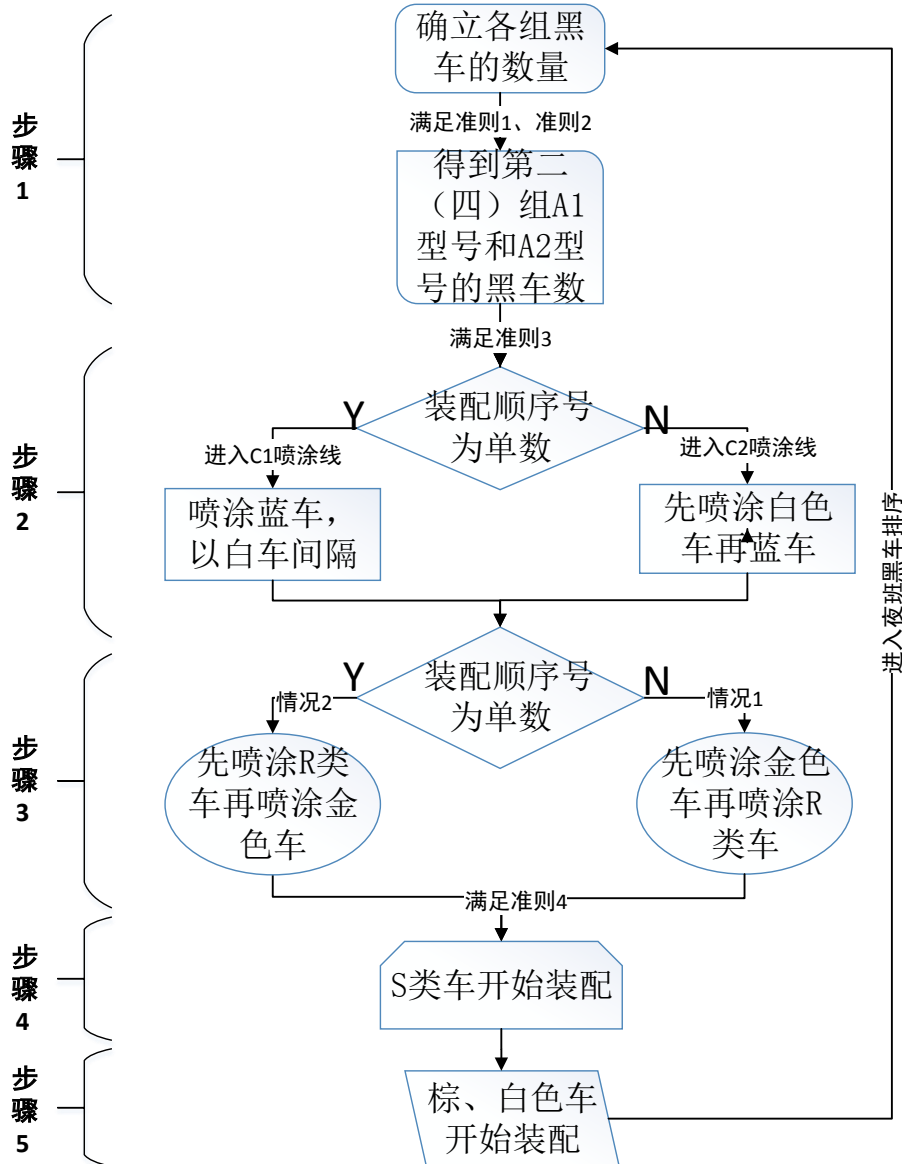 确立各组黑
车的数量
满足准则1、准则2
步
骤
1
得到第二
（四）组A1
型号和A2型
号的黑车数
满足准则3
步
骤
2
装配顺序号
为单数
Y
N
进入C1喷涂线
进入C2喷涂线
喷涂蓝车，
以白车间隔
先喷涂白色
车再蓝车
进入夜班黑车排序
步
骤
3
装配顺序号
为单数
Y
N
情况2
情况1
先喷涂R类
车再喷涂金
色车
先喷涂金色
车再喷涂R
类车
满足准则4
步
骤
4
S类车开始装配
步
骤
5
棕、白色车
开始装配